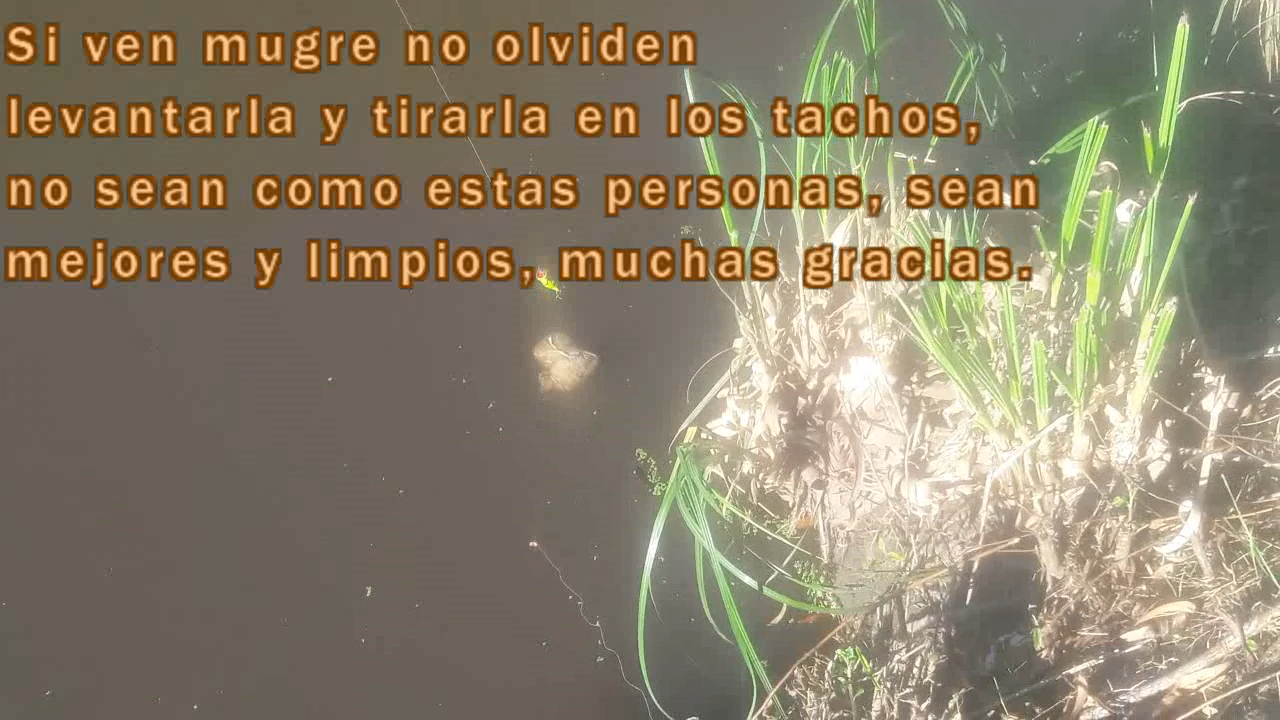 Si ven mugre no olviden
levantarla y tirarla en los tachos,
no sean como estas personas, sean
mejores y limpios, muchas gracias.